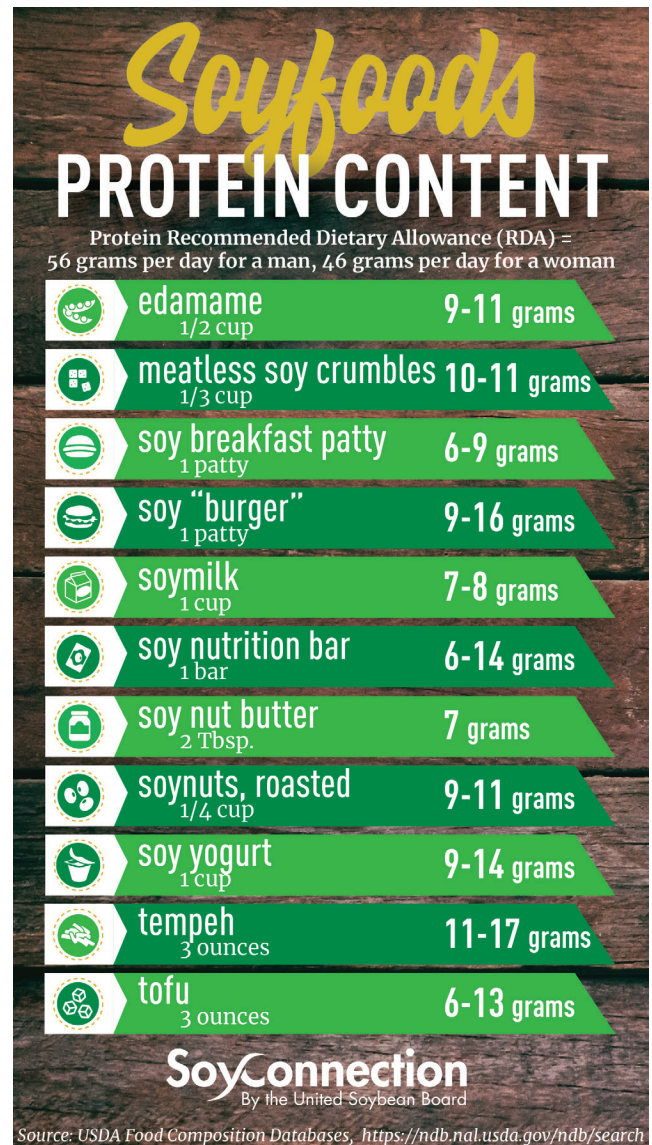 Soyfoods
PROTEIN CONTENT
Protein Recommended Dietary Allowance (RDA) =
56 grams per day for a man, 46 grams per day for a woman
edamame
1/2 cup
9-11 grams
meatless soy crumbles
1/3 cup
10-11 grams
soy breakfast patty
1 patty
6-9 grams
soy “burger”
1 patty
9-16 grams
soymilk
1 cup
7-8 grams
soy nutrition bar
1 bar
6-14 grams
soy nut butter
2 Tbsp.
7 grams
soynuts, roasted
1/4 cup
9-11 grams
soy yogurt
1 cup
9-14 grams
tempeh
3 ounces
11-17 grams
tofu
3 ounces
6-13 grams
SoyConnection
By the United Soybean Board
Source: USDA Food Composition Databases, https://ndb.nal.usda.gov/ndb/search